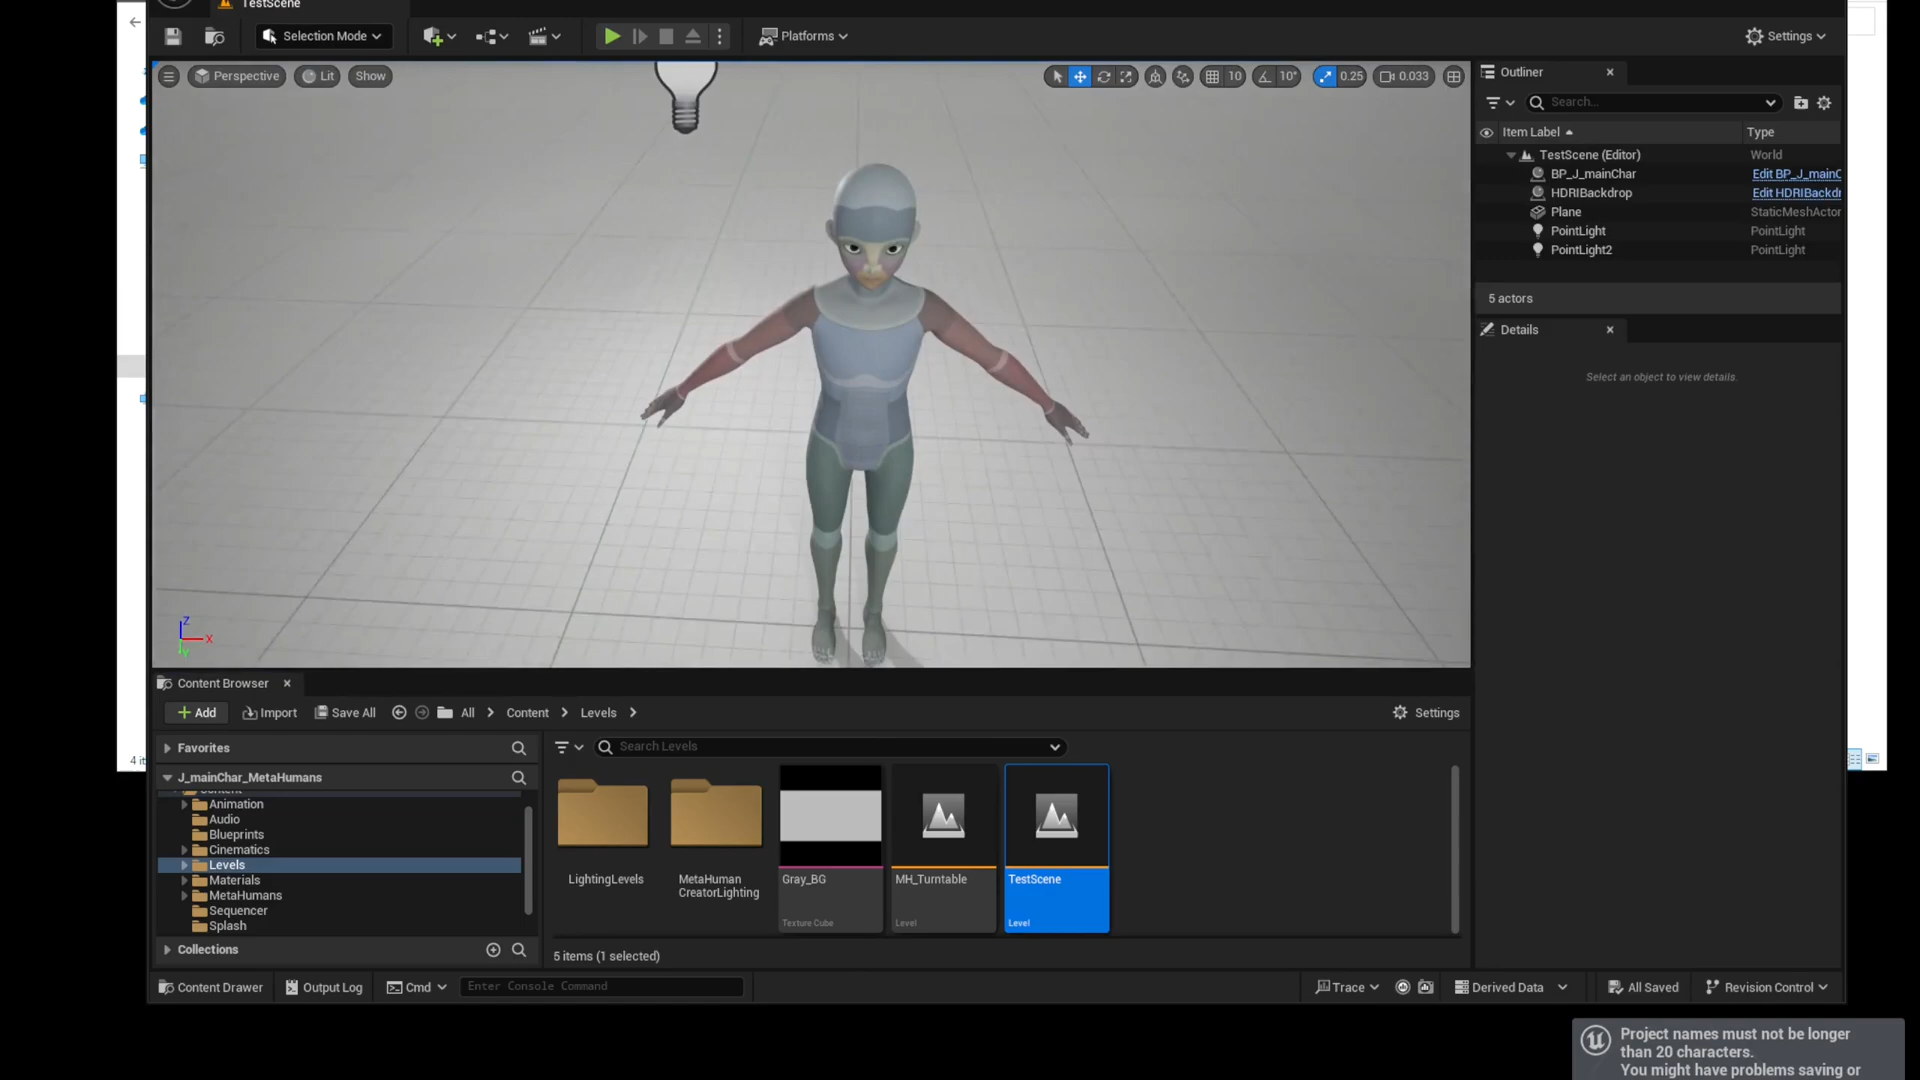 TestScene
Selection Mode
Platforms
Settings
Perspective
Lit
Show
10
10°
0.25
0.033
Outliner
Search...
Item Label
Type
TestScene (Editor)
World
BP_J_mainChar
Edit BP_J_mainC
HDRIBackdrop
Edit HDRIBackdr
Plane
StaticMeshActor
PointLight
PointLight
PointLight2
PointLight
5 actors
Details
Select an object to view details.
Z
X
Y
Content Browser
Add
Import
Save All
All
Content
Levels
Settings
Favorites
Search Levels
J_mainChar_MetaHumans
Content
Animation
Audio
Blueprints
Cinematics
Levels
Materials
MetaHumans
Sequencer
Splash
Collections
LightingLevels
MetaHuman
CreatorLighting
Gray_BG
Texture Cube
MH_Turntable
Level
TestScene
Level
5 items (1 selected)
4 it
Content Drawer
Output Log
Cmd
Enter Console Command
Trace
Derived Data
All Saved
Revision Control
Project names must not be longer
than 20 characters.
You might have problems saving or